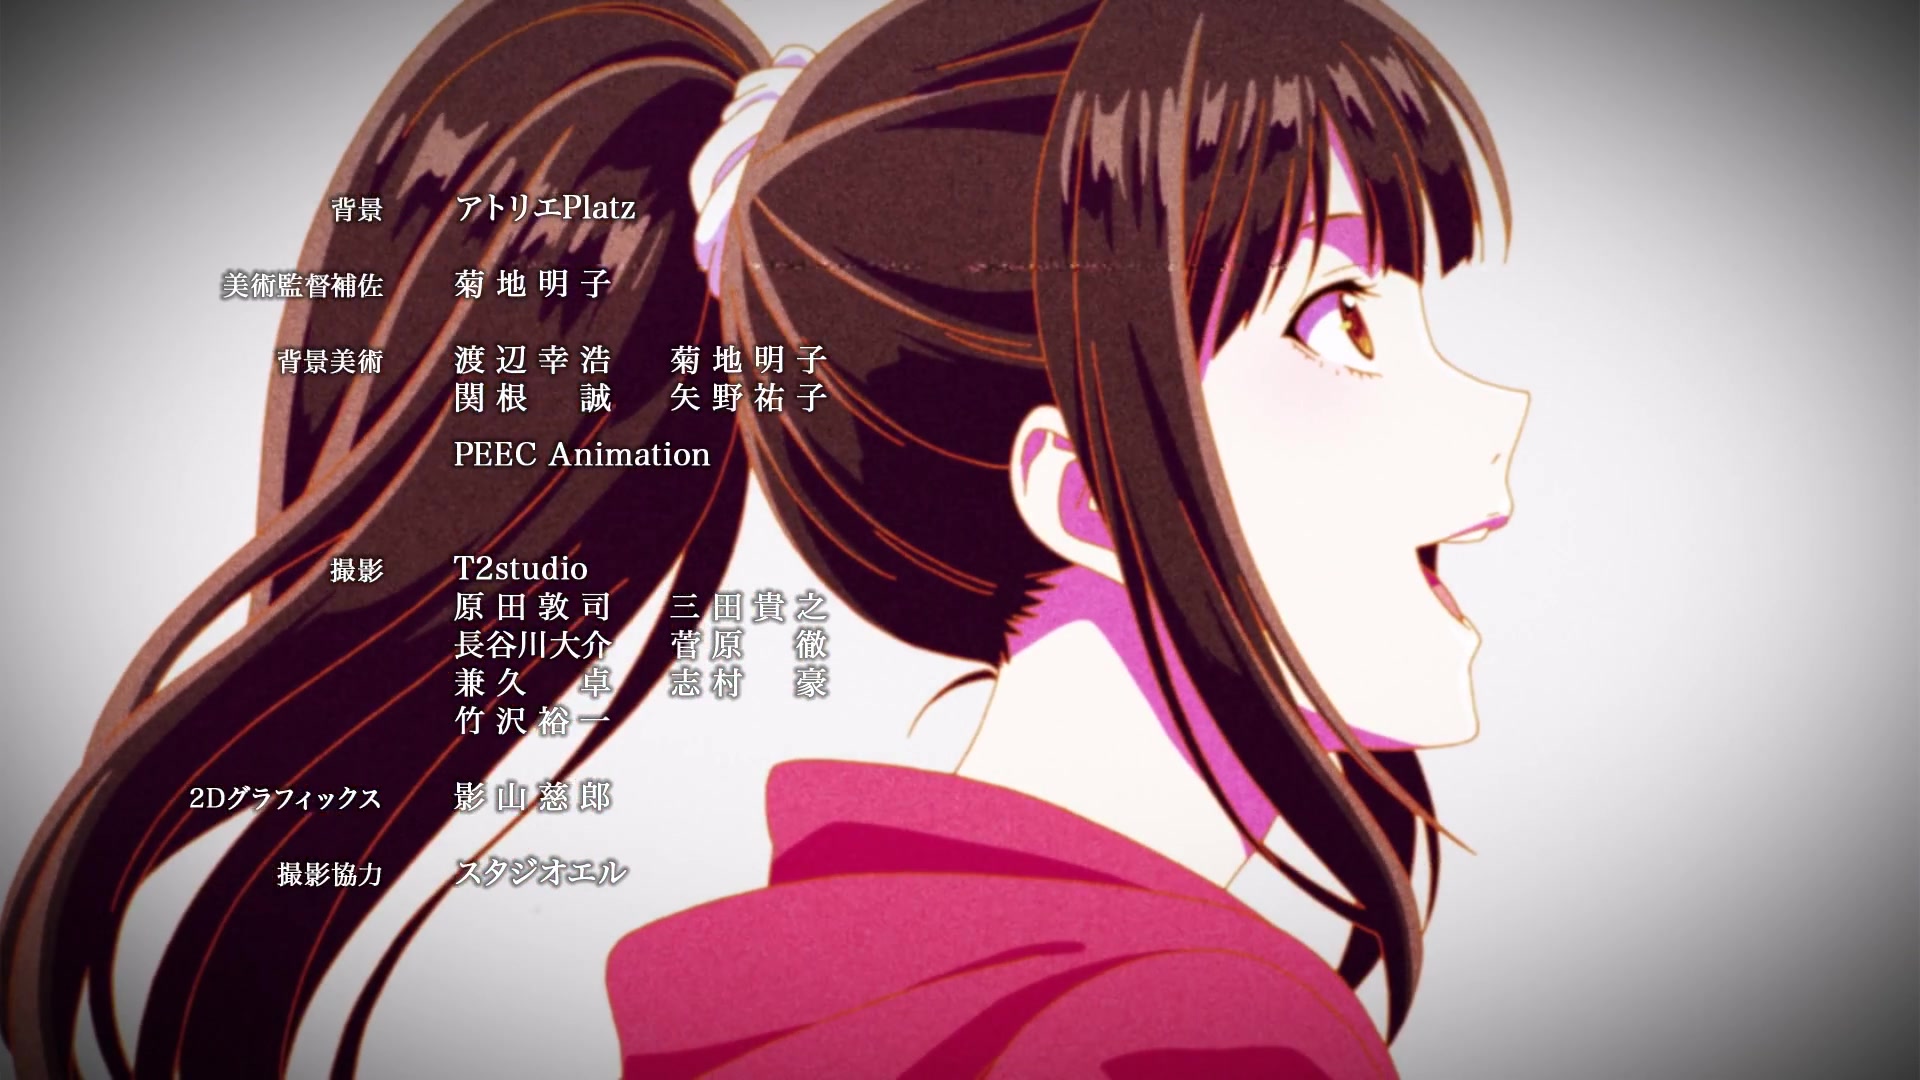 背景 アトリエPlatz
美術監督補佐 菊地明子
背景美術 渡辺幸浩 菊地明子
関根 誠 矢野祐子
PEEC Animation
撮影 T2studio
原田敦司 三田貴之
長谷川大介 菅原 徹
兼久 卓 志村 豪
竹沢裕一
2Dグラフィックス 影山慈郎
撮影協力 スタジオエル